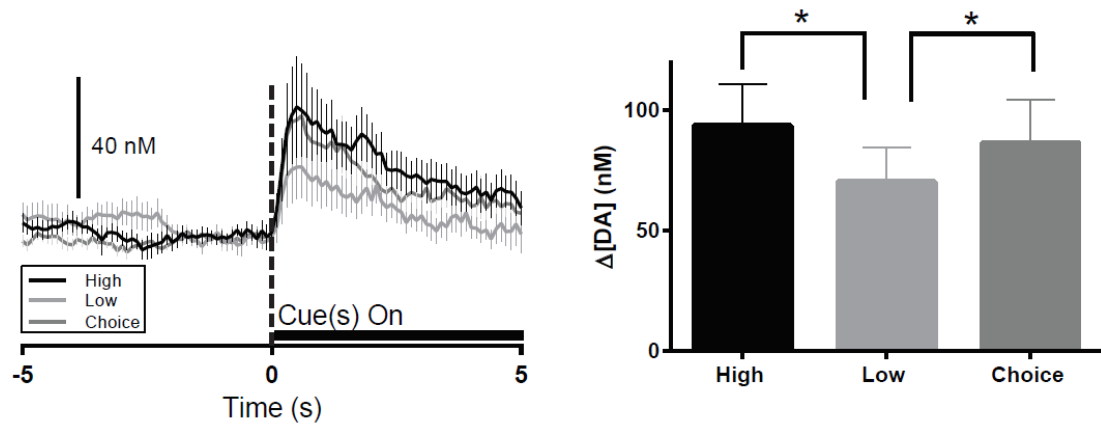 40 nM
High
Low
Choice
Cue(s) On
-5 0 5
Time (s)
* *
Δ[DA] (nM)
100
50
0
High Low Choice